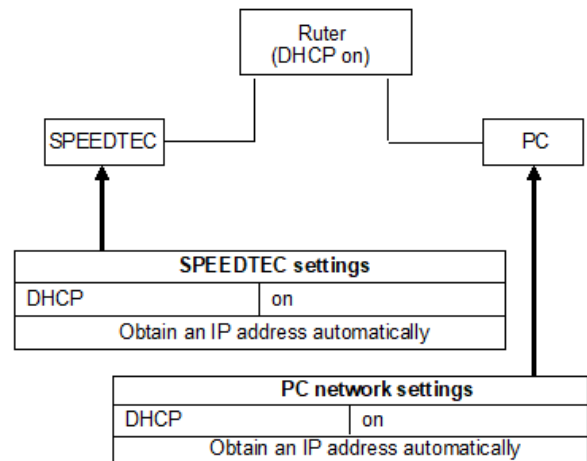 Ruter
(DHCP on)
SPEEDTEC
PC
SPEEDTEC settings
DHCP on
Obtain an IP address automatically
PC network settings
DHCP on
Obtain an IP address automatically